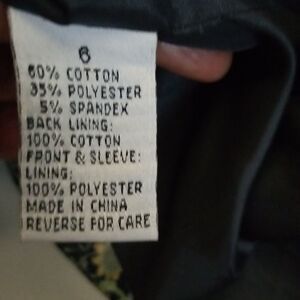 6
60% COTTON
35% POLYESTER
5% SPANDEX
BACK LINING:
100% COTTON
FRONT & SLEEVE:
LINING:
100% POLYESTER
MADE IN CHINA
REVERSE FOR CARE